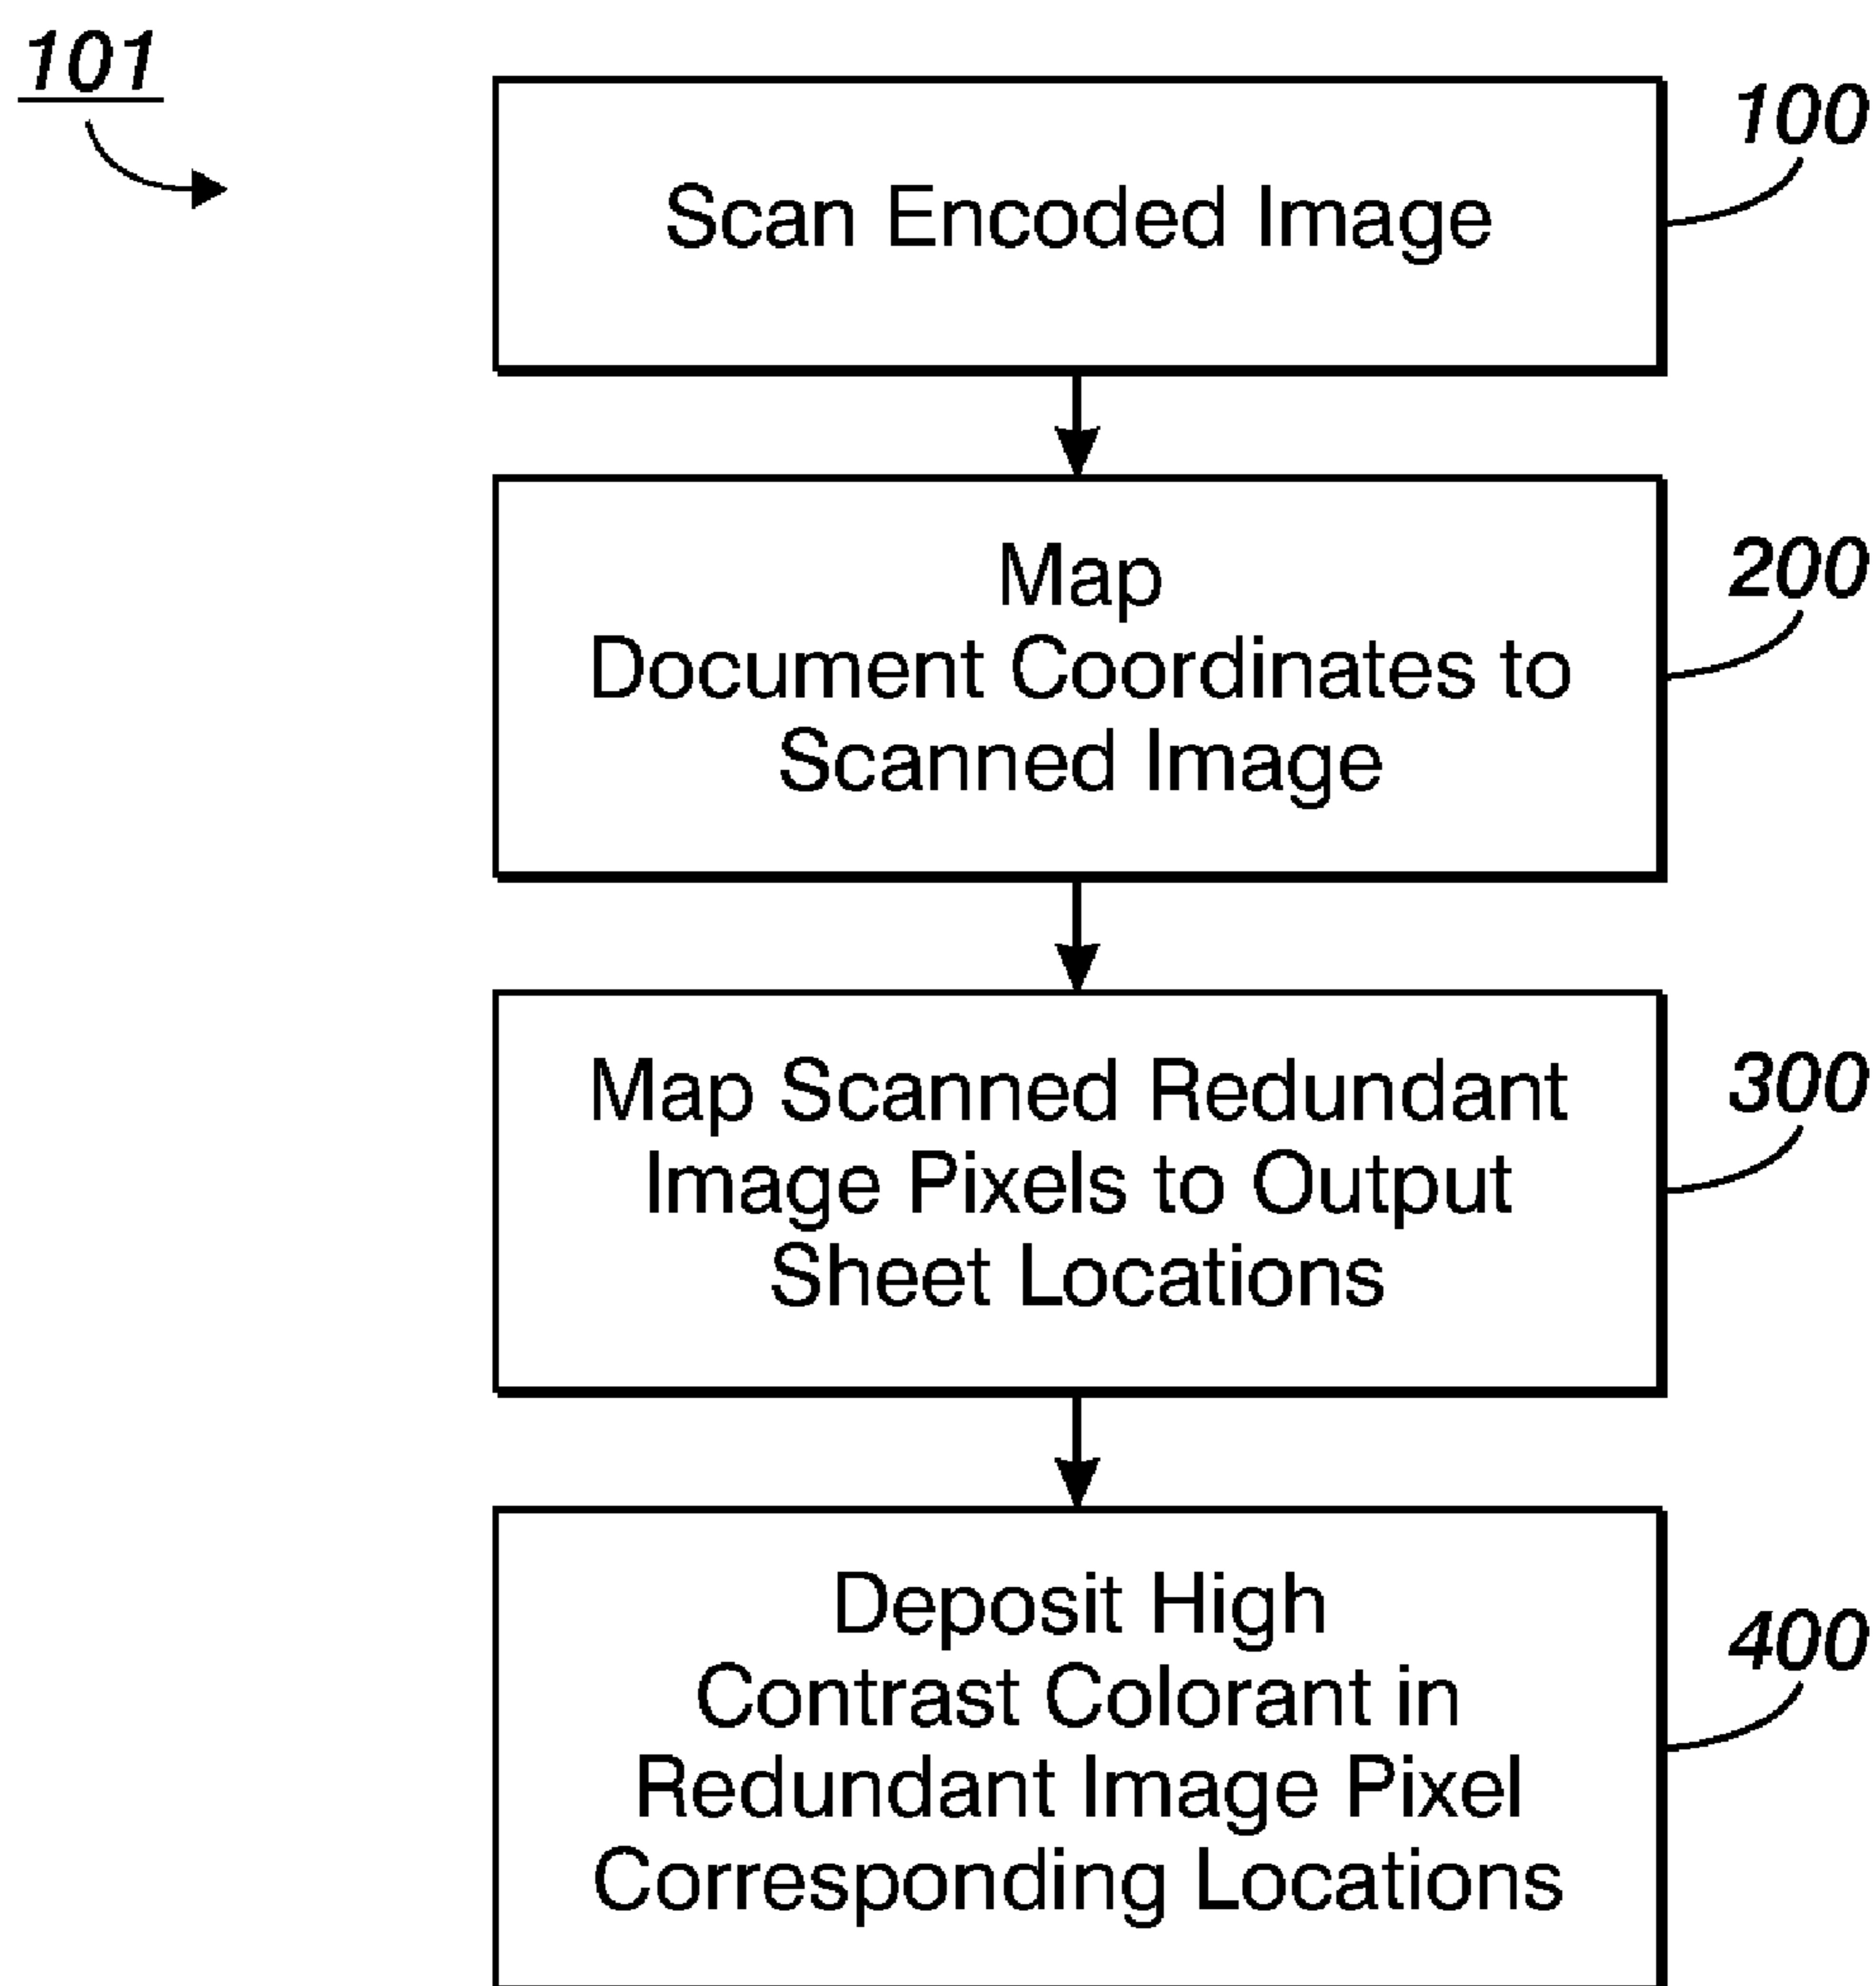 101
100
Scan Encoded Image
200
Map
Document Coordinates to
Scanned Image
300
Map Scanned Redundant
Image Pixels to Output
Sheet Locations
400
Deposit High
Contrast Colorant in
Redundant Image Pixel
Corresponding Locations